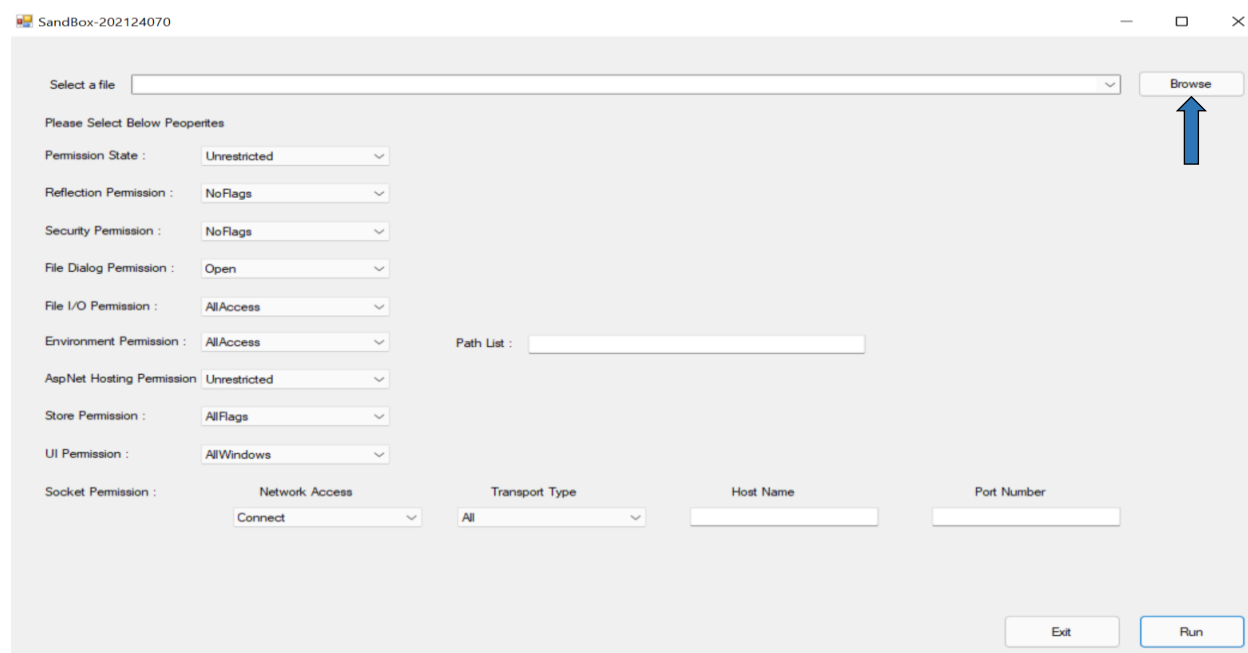 SandBox-202124070
Select a file Browse
Please Select Below Peoperites
Permission State : Unrestricted
Reflection Permission : NoFlags
Security Permission : NoFlags
File Dialog Permission : Open
File I/O Permission : AllAccess
Environment Permission : AllAccess Path List :
AspNet Hosting Permission Unrestricted
Store Permission : AllFlags
UI Permission : AllWindows
Socket Permission : Network Access Transport Type Host Name Port Number
Connect All
Exit Run